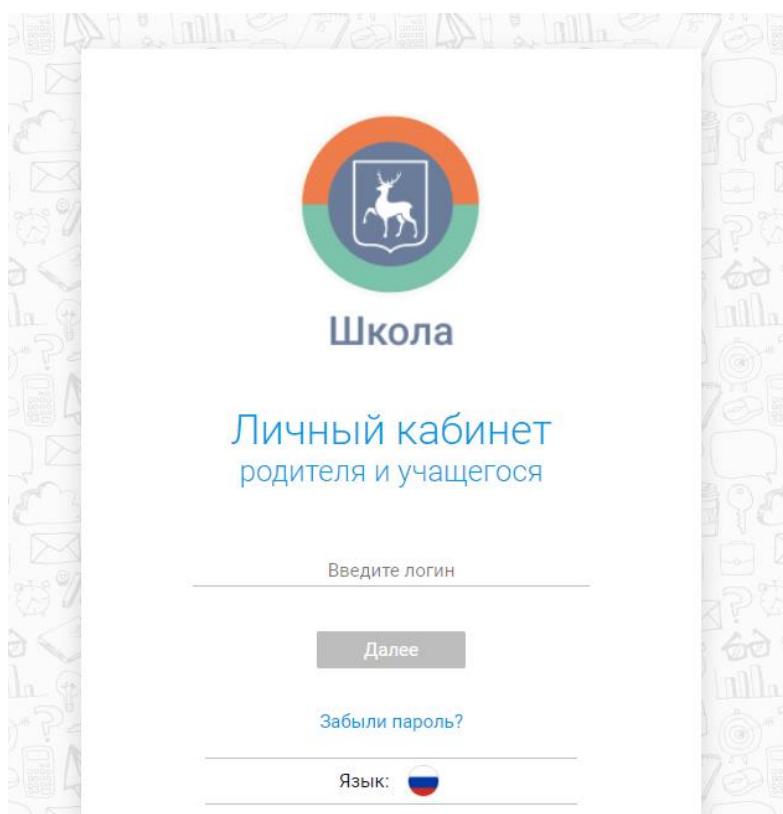 Школа
Личный кабинет
родителя и учащегося
Введите логин
Далее
Забыли пароль?
Язык: